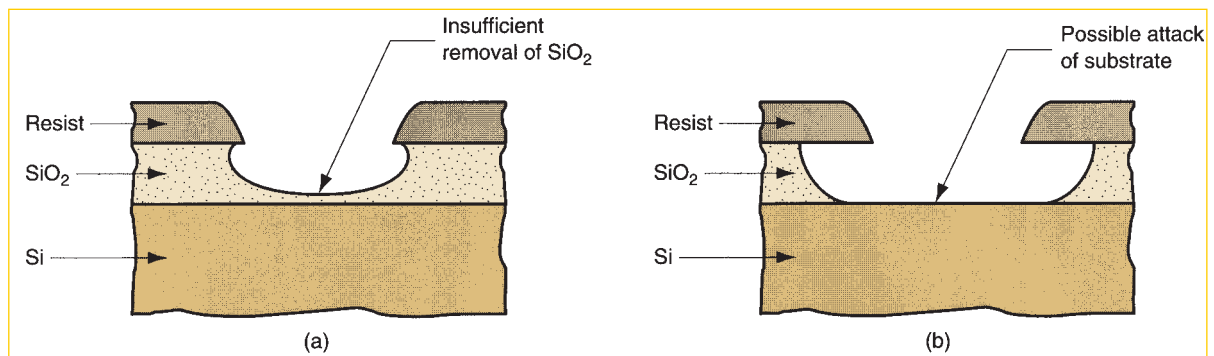 Insufficient
removal of SiO₂
Resist
SiO₂
Si
(a)
Possible attack
of substrate
Resist
SiO₂
Si
(b)